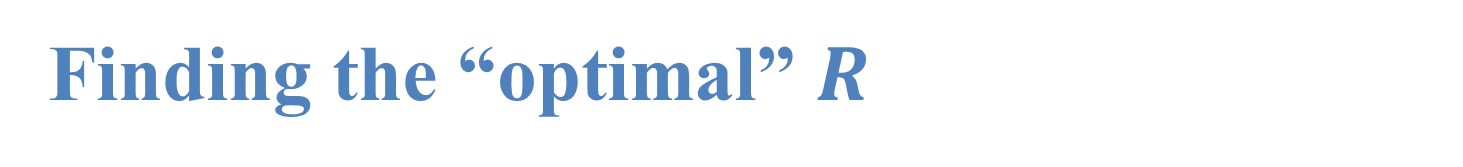 Finding the “optimal” R